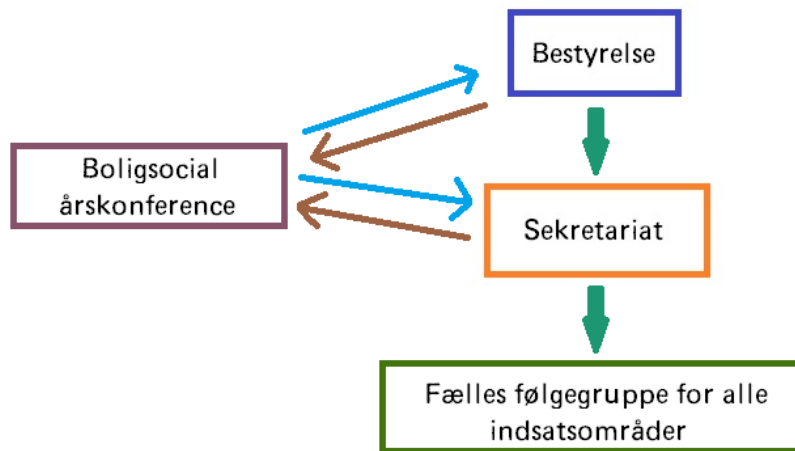 Bestyrelse
Boligsocial
årskonference
Sekretariat
Fælles følgegruppe for alle
indsatsområder